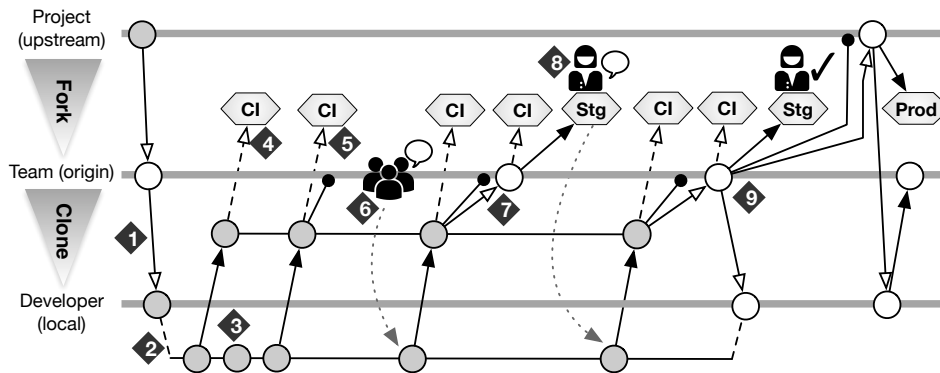 Project
(upstream)
Fork
8
CI
CI
CI
CI
Stg
CI
CI
Stg
Prod
4
5
Team (origin)
6
7
9
Clone
1
Developer
(local)
2
3